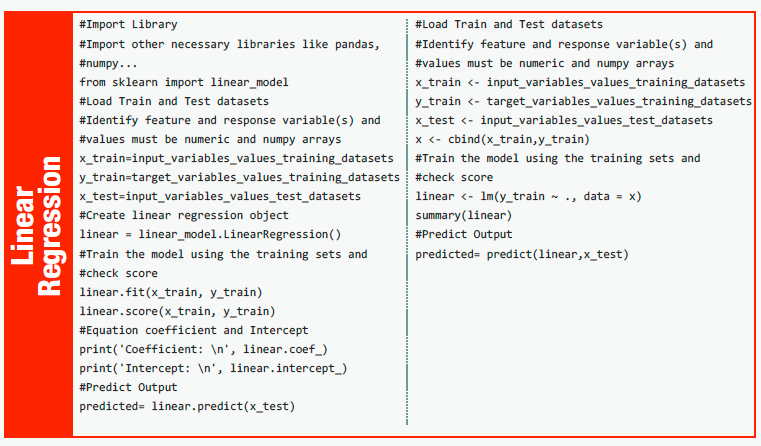 Linear
Regression
#Import Library
#Import other necessary libraries like pandas,
#numpy...
from sklearn import linear_model
#Load Train and Test datasets
#Identify feature and response variable(s) and
#values must be numeric and numpy arrays
x_train=input_variables_values_training_datasets
y_train=target_variables_values_training_datasets
x_test=input_variables_values_test_datasets
#Create linear regression object
linear = linear_model.LinearRegression()
#Train the model using the training sets and
#check score
linear.fit(x_train, y_train)
linear.score(x_train, y_train)
#Equation coefficient and Intercept
print('Coefficient: \n', linear.coef_)
print('Intercept: \n', linear.intercept_)
#Predict Output
predicted= linear.predict(x_test)
#Load Train and Test datasets
#Identify feature and response variable(s) and
#values must be numeric and numpy arrays
x_train <- input_variables_values_training_datasets
y_train <- target_variables_values_training_datasets
x_test <- input_variables_values_test_datasets
x <- cbind(x_train,y_train)
#Train the model using the training sets and
#check score
linear <- lm(y_train ~ ., data = x)
summary(linear)
#Predict Output
predicted= predict(linear,x_test)